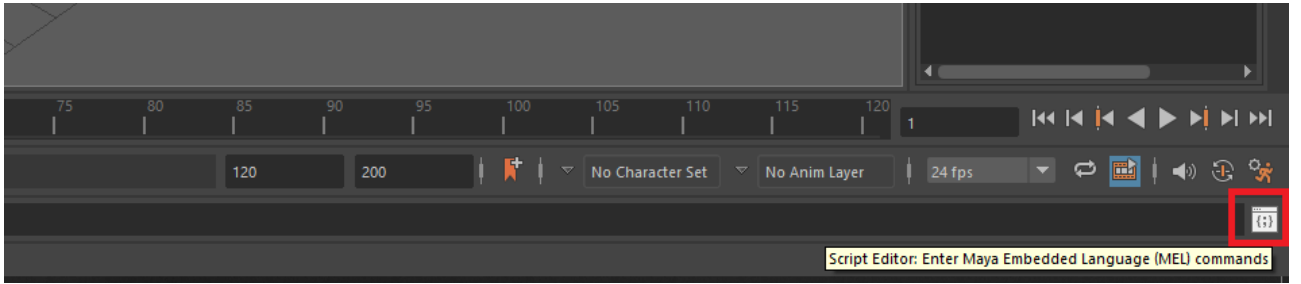 75 80 85 90 95 100 105 110 115 120
1
120 200 No Character Set No Anim Layer 24 fps
{;}
Script Editor: Enter Maya Embedded Language (MEL) commands